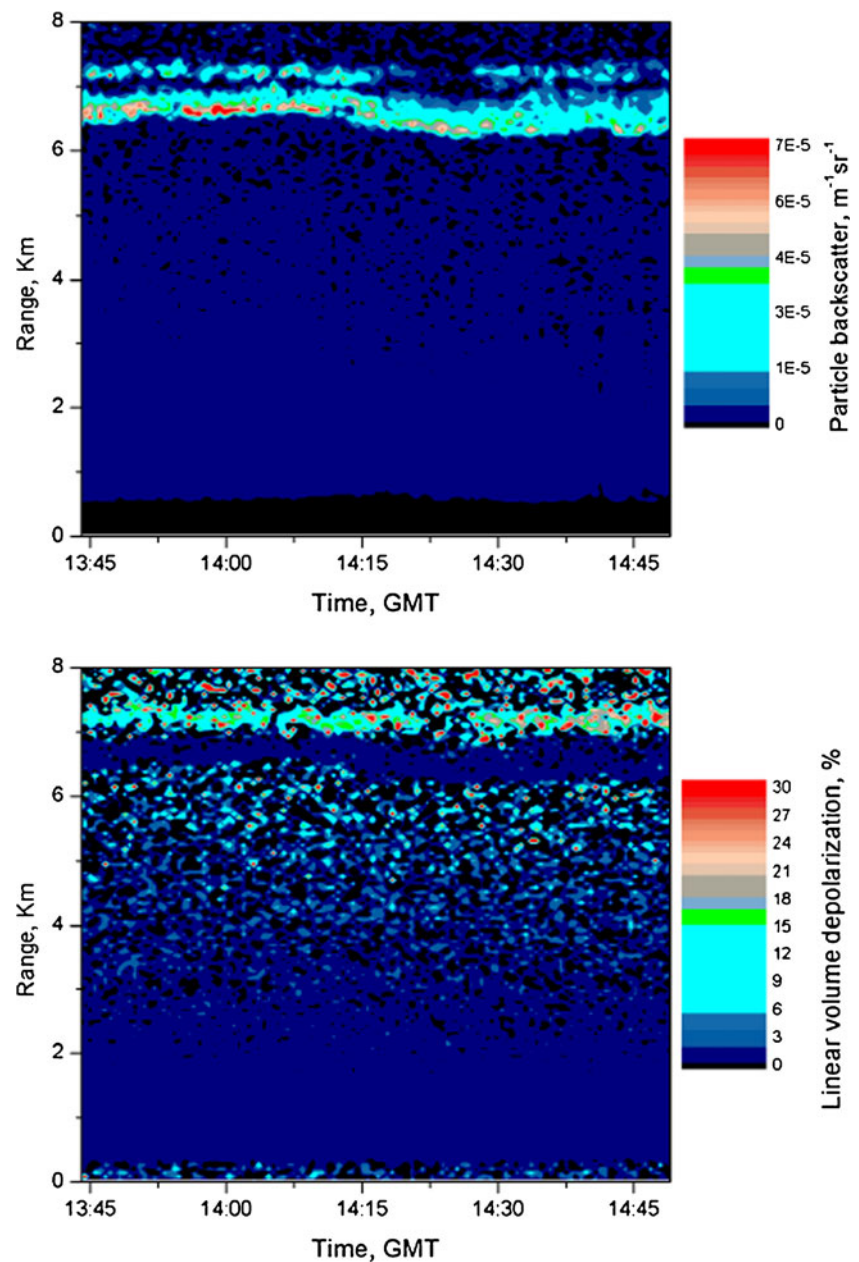 8
6
4
2
0
Range, Km
13:45 14:00 14:15 14:30 14:45
Time, GMT
7E-5
6E-5
4E-5
3E-5
1E-5
0
Particle backscatter, m⁻¹sr⁻¹
8
6
4
2
0
Range, Km
13:45 14:00 14:15 14:30 14:45
Time, GMT
30
27
24
21
18
15
12
9
6
3
0
Linear volume depolarization, %